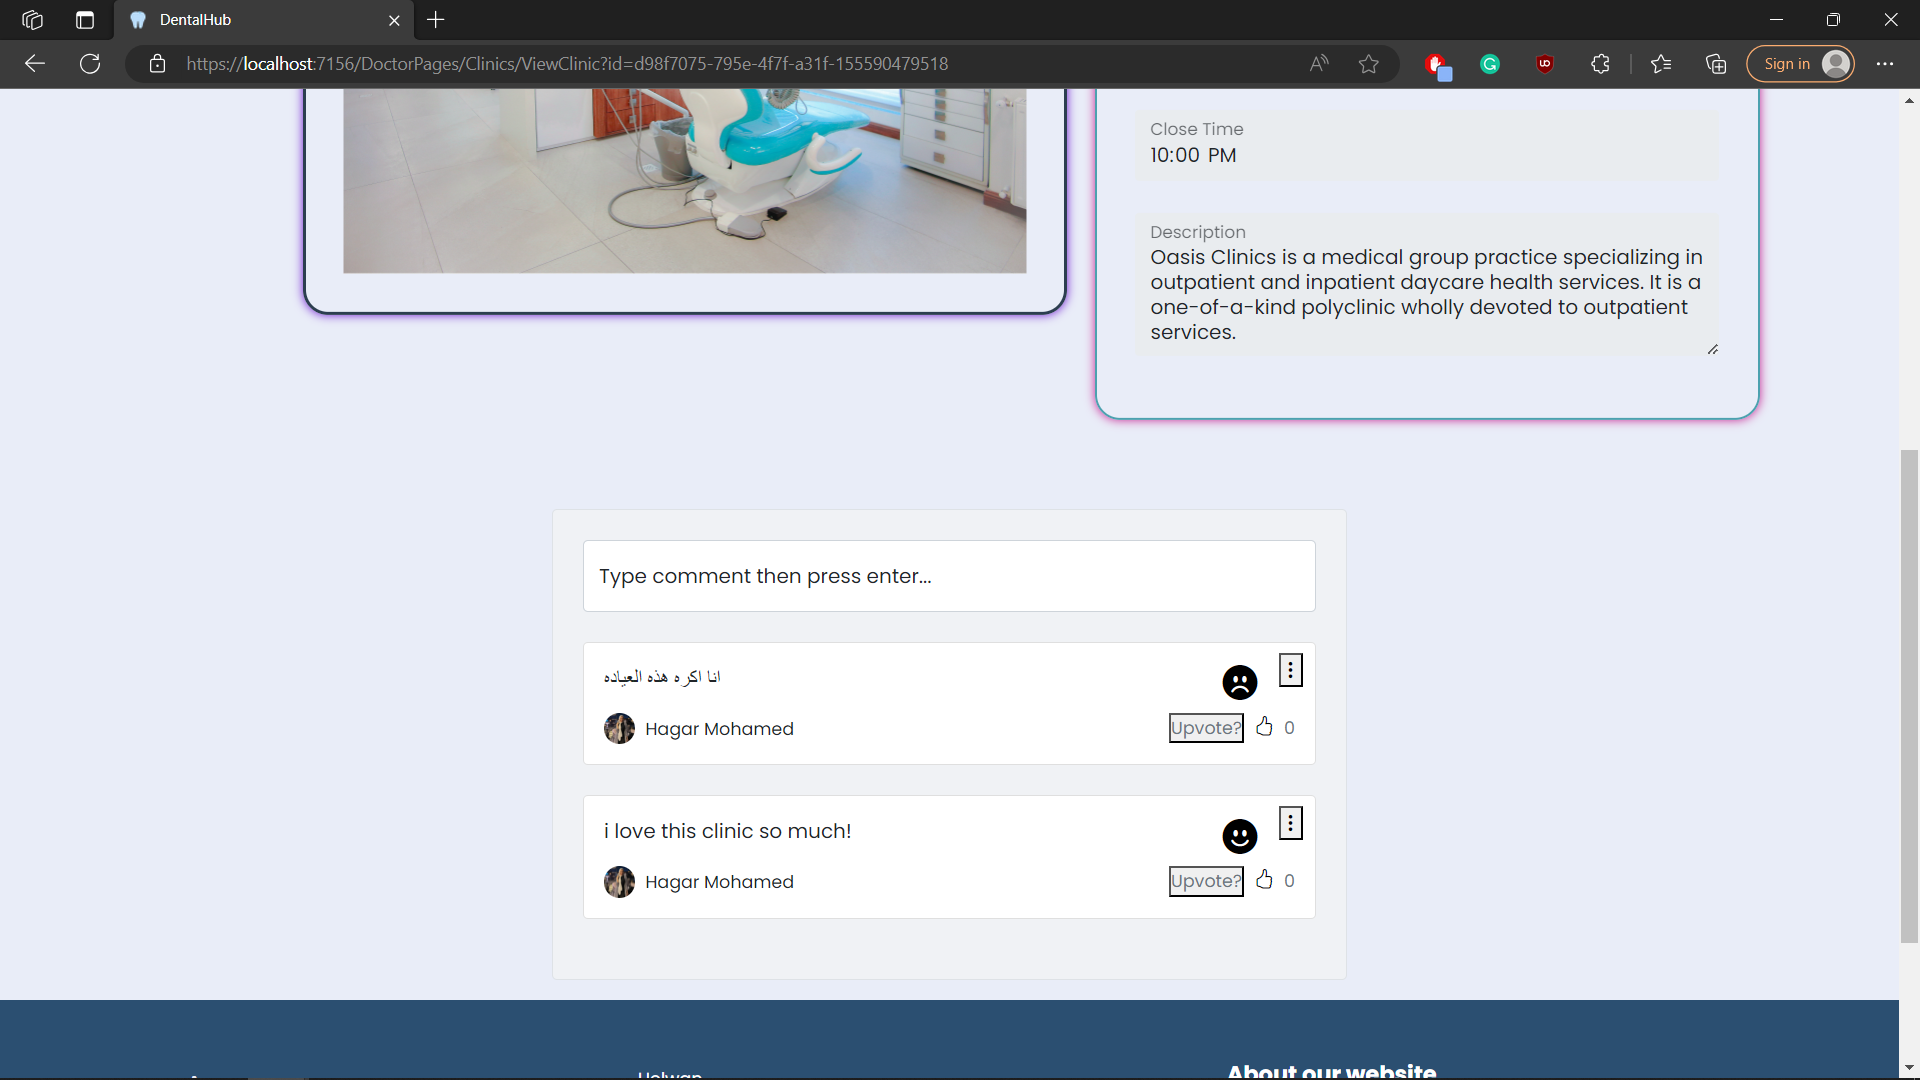 DentalHub
https://localhost:7156/DoctorPages/Clinics/ViewClinic?id=d98f7075-795e-4f7f-a31f-155590479518
Sign in
Close Time
10:00 PM
Description
Oasis Clinics is a medical group practice specializing in
outpatient and inpatient daycare health services. It is a
one-of-a-kind polyclinic wholly devoted to outpatient
services.
Type comment then press enter...
انا اكره هذه العياده
Hagar Mohamed
Upvote? 0
i love this clinic so much!
Hagar Mohamed
Upvote? 0
Helwan
About our website